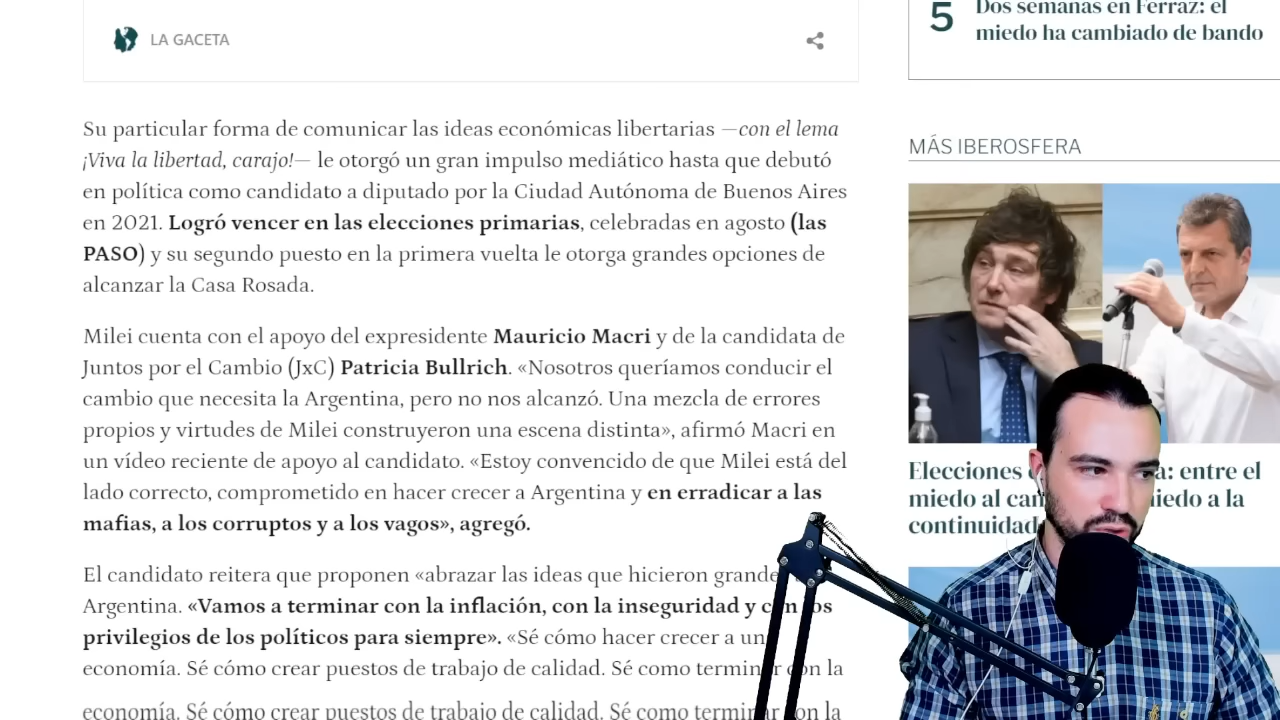 LA GACETA
Su particular forma de comunicar las ideas económicas libertarias —con el lema
¡Viva la libertad, carajo!— le otorgó un gran impulso mediático hasta que debutó
en política como candidato a diputado por la Ciudad Autónoma de Buenos Aires
en 2021. Logró vencer en las elecciones primarias, celebradas en agosto (las
PASO) y su segundo puesto en la primera vuelta le otorga grandes opciones de
alcanzar la Casa Rosada.
Milei cuenta con el apoyo del expresidente Mauricio Macri y de la candidata de
Juntos por el Cambio (JxC) Patricia Bullrich. «Nosotros queríamos conducir el
cambio que necesita la Argentina, pero no nos alcanzó. Una mezcla de errores
propios y virtudes de Milei construyeron una escena distinta», afirmó Macri en
un vídeo reciente de apoyo al candidato. «Estoy convencido de que Milei está del
lado correcto, comprometido en hacer crecer a Argentina y en erradicar a las
mafias, a los corruptos y a los vagos», agregó.
El candidato reitera que proponen «abrazar las ideas que hicieron grande
Argentina. «Vamos a terminar con la inflación, con la inseguridad y con los
privilegios de los políticos para siempre». «Sé cómo hacer crecer a un
economía. Sé cómo crear puestos de trabajo de calidad. Sé como terminar con la
economía. Sé cómo crear puestos de trabajo de calidad. Sé como terminar con la
5 Dos semanas en Ferraz: el
miedo ha cambiado de bando
MÁS IBEROSFERA
Elecciones a: entre el
miedo al miedo a la
continuidad